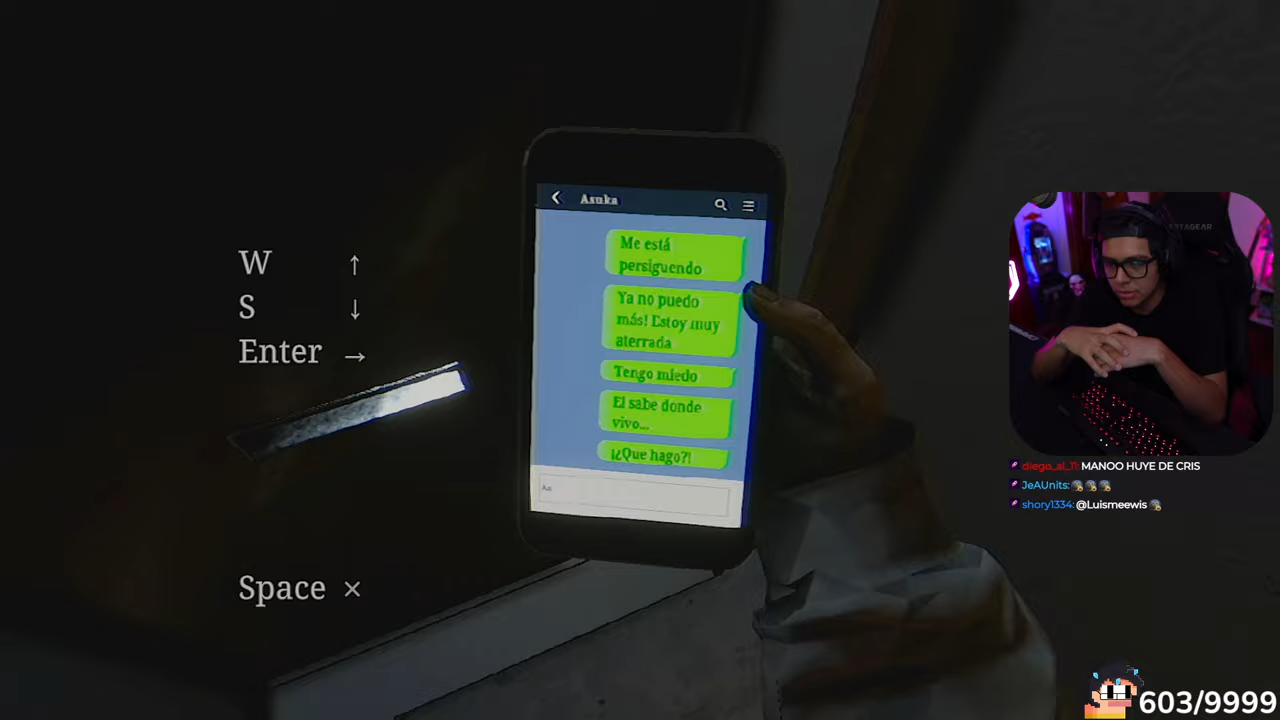 Asuka
Me está
persiguendo
Ya no puedo
más! Estoy muy
aterrada
Tengo miedo
El sabe donde
vivo...
¡¿Que hago?!
Aa
W ↑
S ↓
Enter →
Space ×
diego_al_11: MANOO HUYE DE CRIS
JeAUnits:
shory1334: @Luismeewis
603/9999